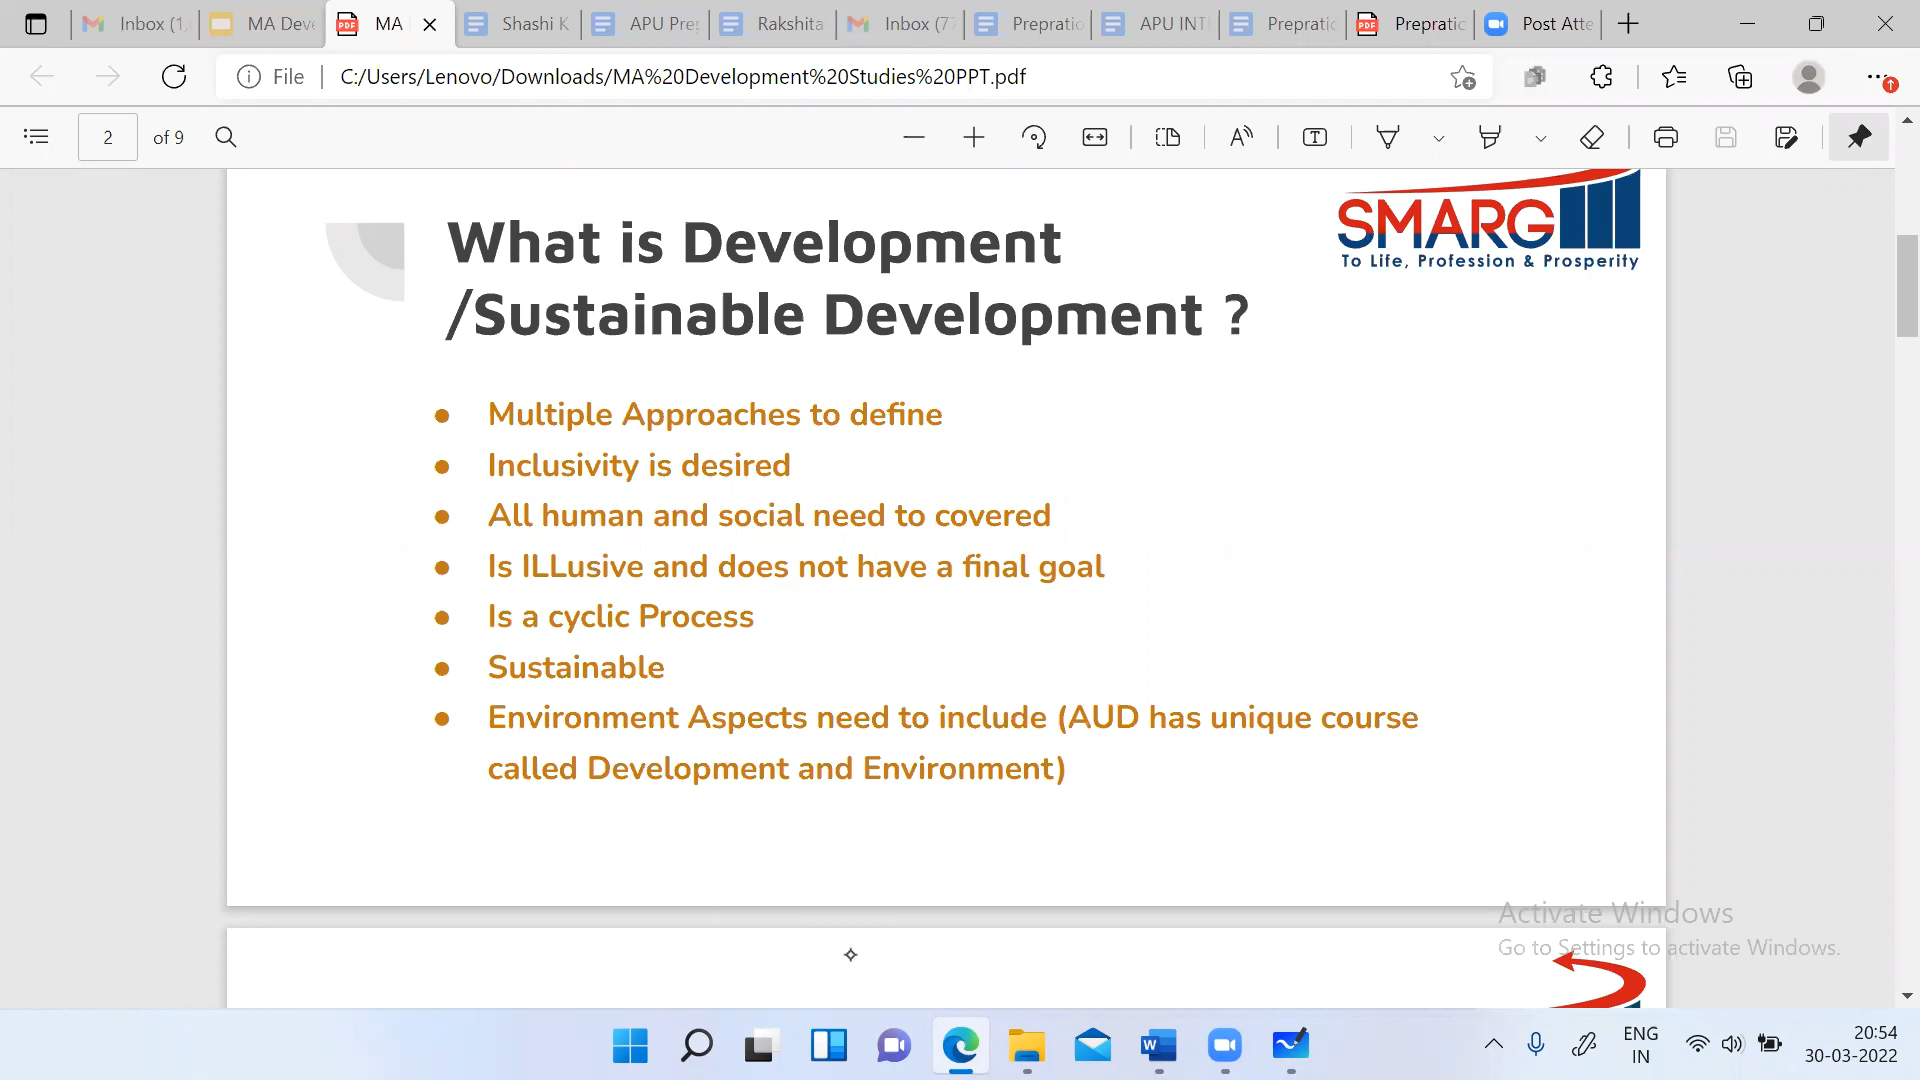 Inbox (1,
MA Deve
MA
Shashi K
APU Prep
Rakshita
Inbox (77
Prepratio
APU INT
Prepratio
Prepratio
Post Atte
File
C:/Users/Lenovo/Downloads/MA%20Development%20Studies%20PPT.pdf
2 of 9
SMARG
To Life, Profession & Prosperity
What is Development
/Sustainable Development ?
● Multiple Approaches to define
● Inclusivity is desired
● All human and social need to covered
● Is ILLusive and does not have a final goal
● Is a cyclic Process
● Sustainable
● Environment Aspects need to include (AUD has unique course
called Development and Environment)
Activate Windows
Go to Settings to activate Windows.
ENG
IN
20:54
30-03-2022